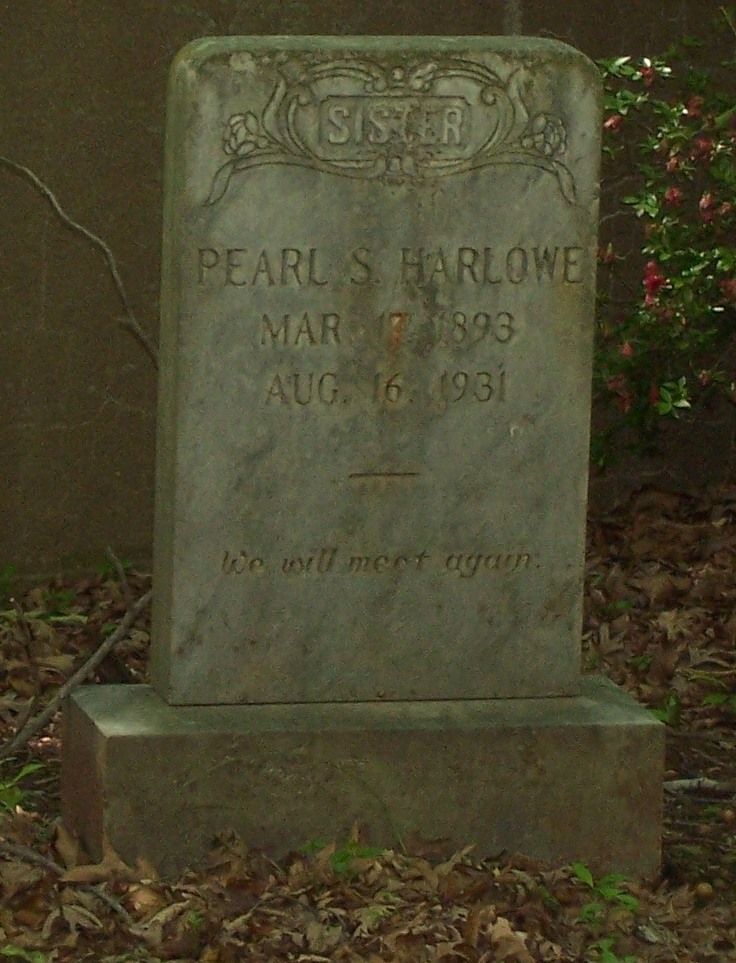 SISTER
PEARL S. HARLOWE
MAR. 17, 1893
AUG. 16, 1931
We will meet again.